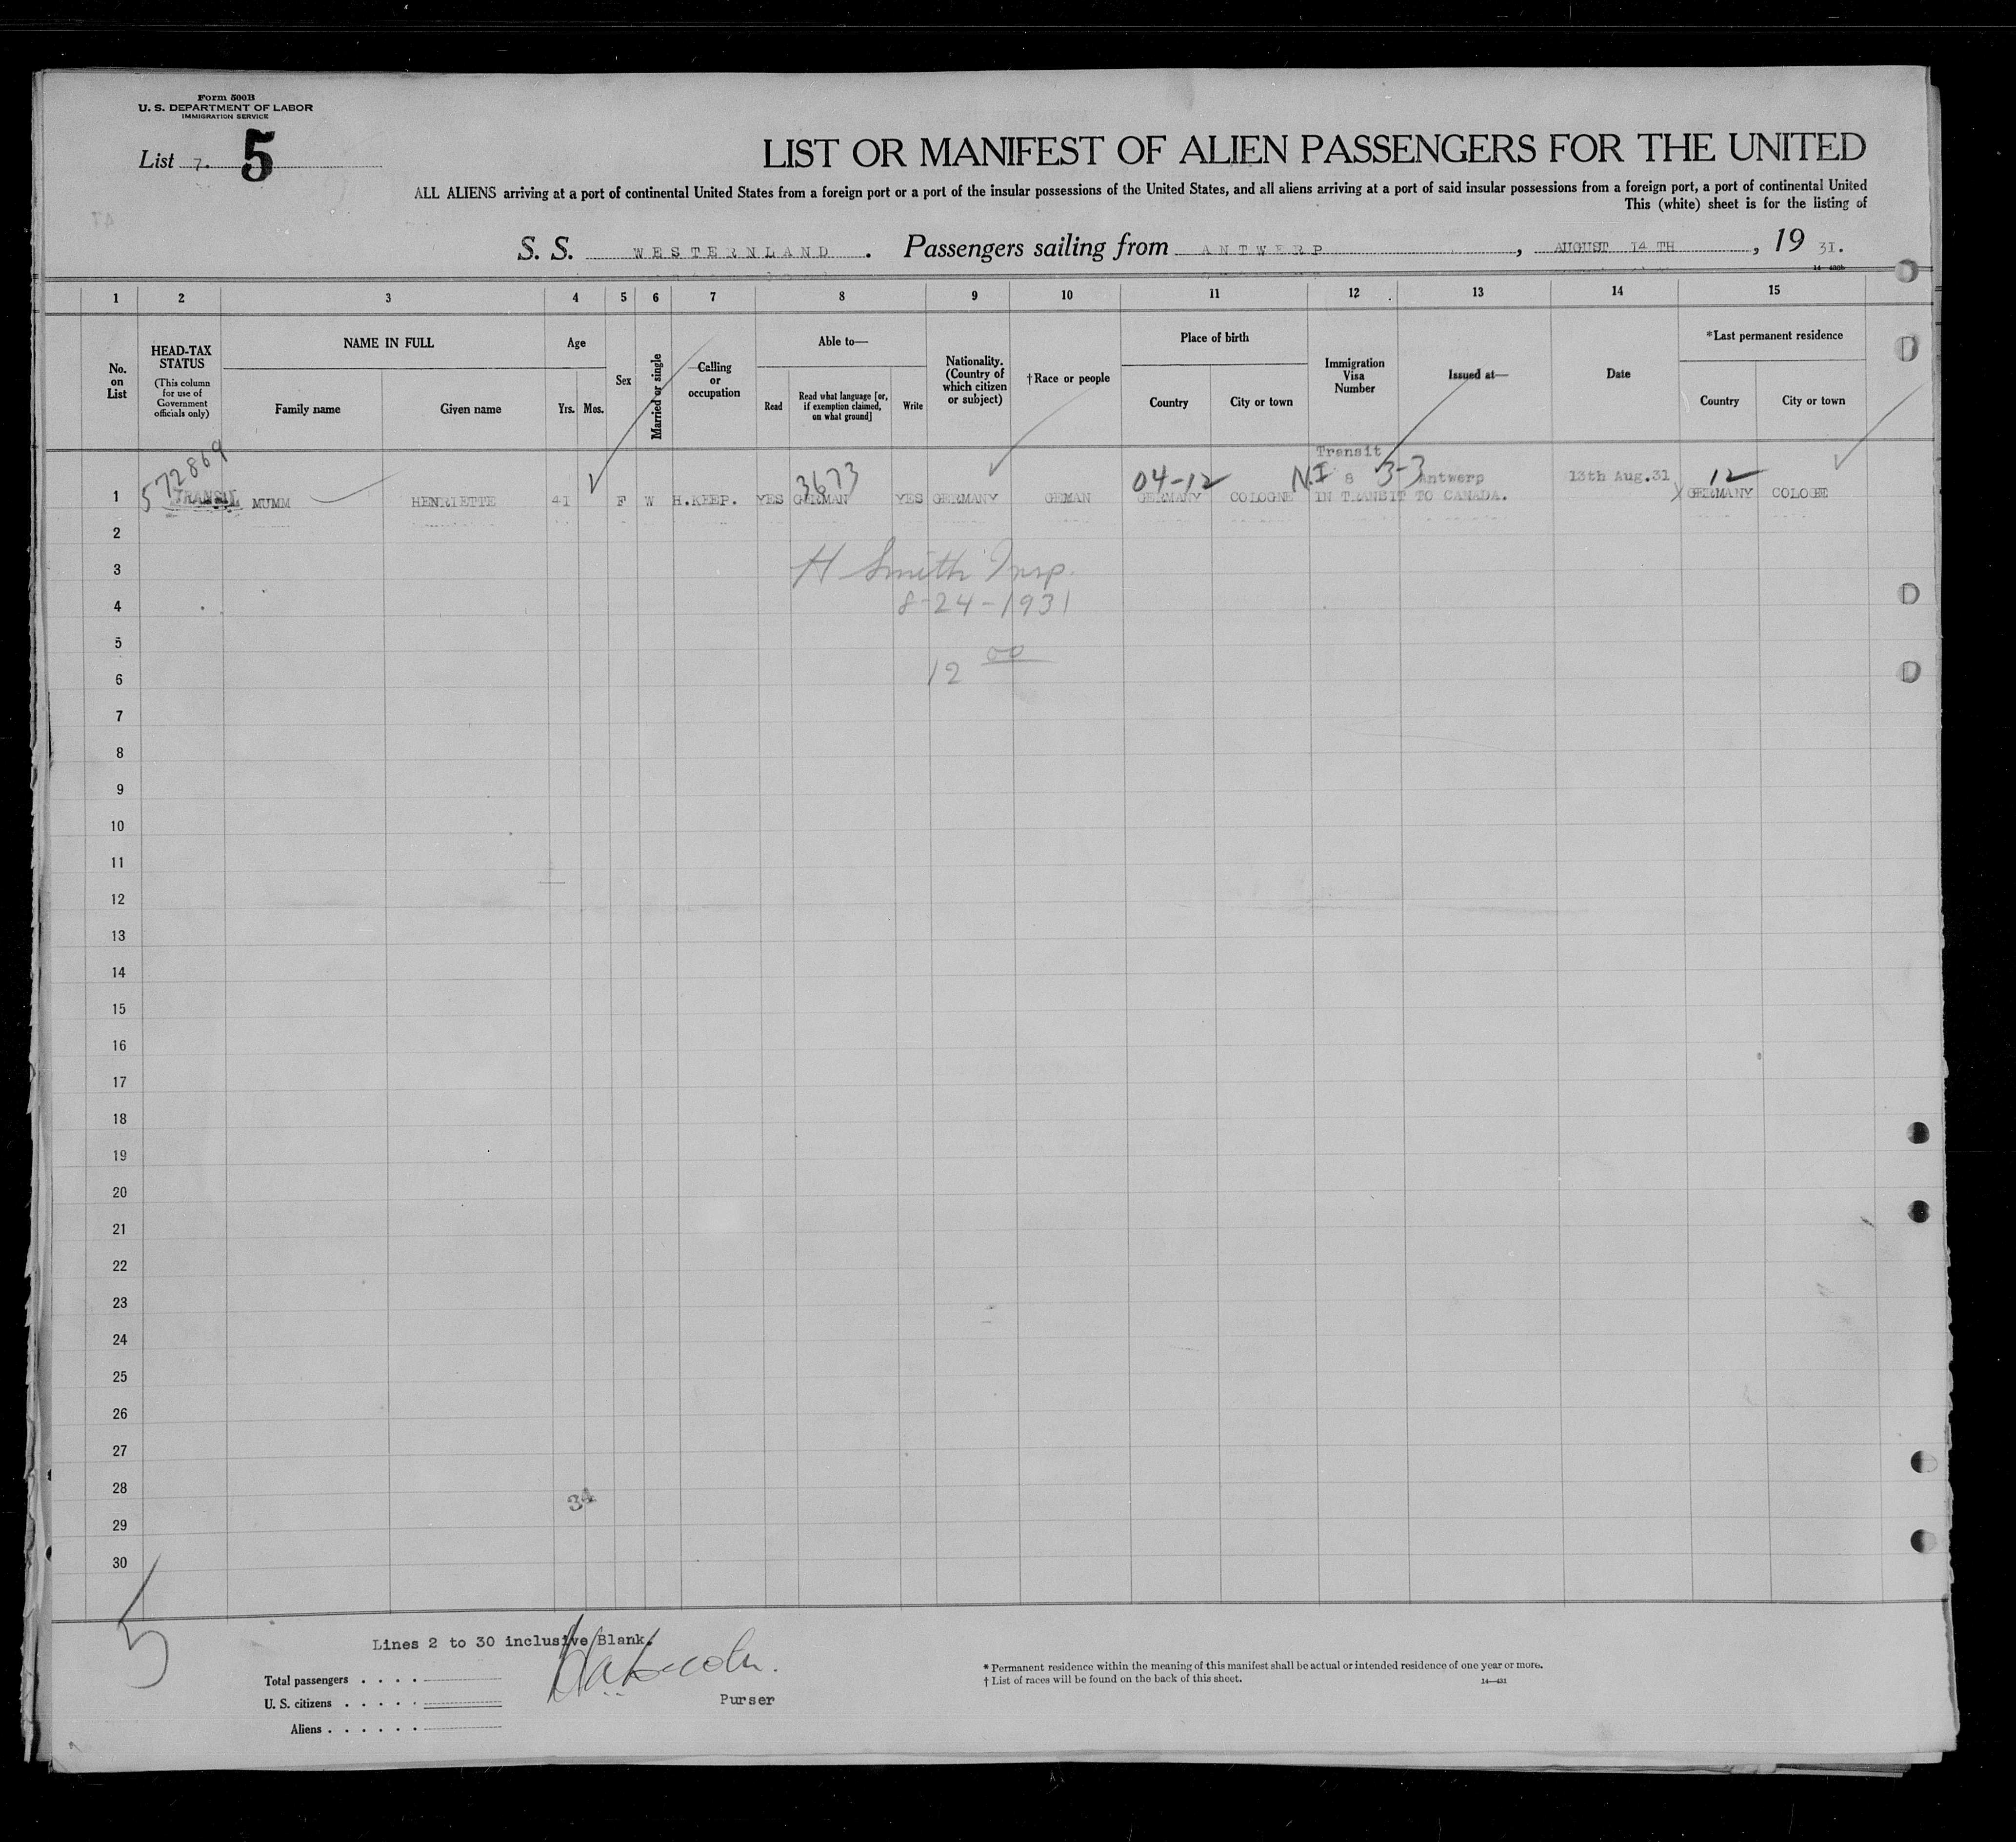 Form 500B
U. S. DEPARTMENT OF LABOR
IMMIGRATION SERVICE
List 7. 5
LIST OR MANIFEST OF ALIEN PASSENGERS FOR THE UNITED
ALL ALIENS arriving at a port of continental United States from a foreign port or a port of the insular possessions of the United States, and all aliens arriving at a port of said insular possessions from a foreign port, a port of continental United
This (white) sheet is for the listing of
S. S. WESTERNLAND. Passengers sailing from ANTWERP, AUGUST 14 TH, 19 31.
1 2 3 4 5 6 7 8 9 10 11 12 13 14 15
No. on List
HEAD-TAX STATUS
(This column for use of Government officials only)
NAME IN FULL
Family name
Given name
Age
Yrs. Mos.
Sex
Married or single
Calling or occupation
Able to—
Read
Read what language [or, if exemption claimed, on what ground]
Write
Nationality. (Country of which citizen or subject)
†Race or people
Place of birth
Country
City or town
Immigration Visa Number
Issued at—
Date
*Last permanent residence
Country
City or town
572869
3673
04-12
Transit
N.I 8 3-3 Antwerp 13th Aug.31
12
1 TRANSIT MUMM HENRIETTE 41 F W H.KEEP. YES GERMAN YES GERMANY GEMAN GERMANY COLOGNE IN TRANSIT TO CANADA. GERMANY COLOGE
2
3
H Smith Insp.
4
8-24-1931
5
6
12 00
7
8
9
10
11
12
13
14
15
16
17
18
19
20
21
22
23
24
25
26
27
28
34
29
30
5
Lines 2 to 30 inclusive Blank.
Total passengers . . . .
U. S. citizens . . . . .
Aliens . . . . . .
Purser
* Permanent residence within the meaning of this manifest shall be actual or intended residence of one year or more.
† List of races will be found on the back of this sheet.
14—431